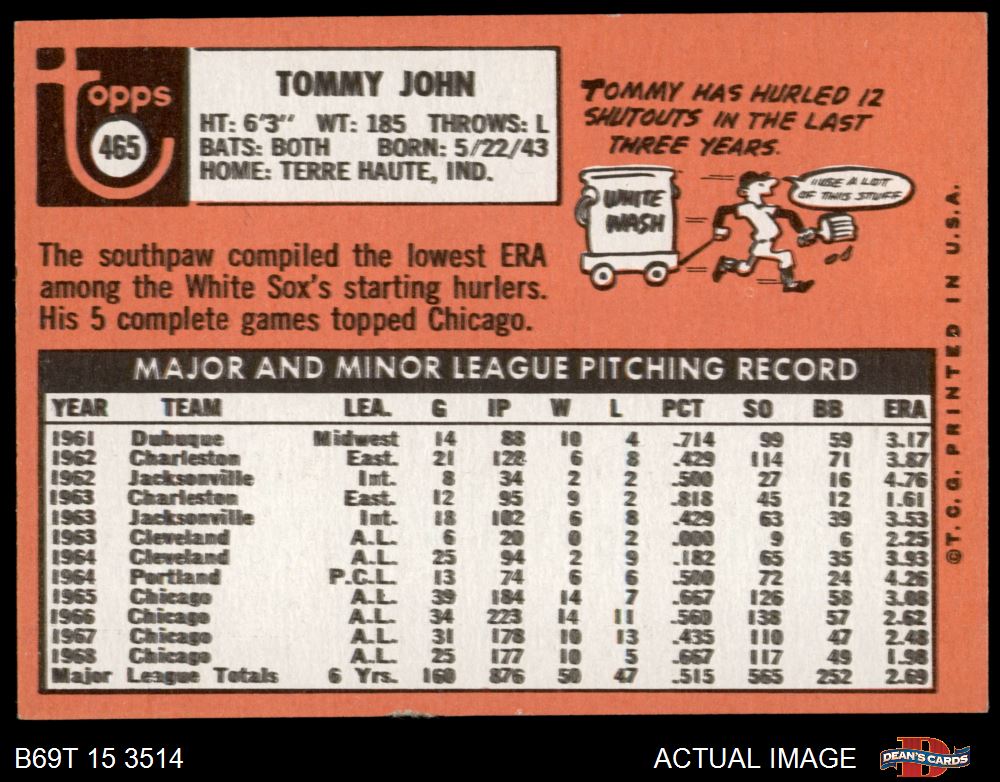 Topps
465
TOMMY JOHN
HT: 6'3" WT: 185 THROWS: L
BATS: BOTH BORN: 5/22/43
HOME: TERRE HAUTE, IND.
TOMMY HAS HURLED 12
SHUTOUTS IN THE LAST
THREE YEARS.
WHITE
WASH
I USE A LOT
OF THIS STUFF
The southpaw compiled the lowest ERA
among the White Sox's starting hurlers.
His 5 complete games topped Chicago.
MAJOR AND MINOR LEAGUE PITCHING RECORD
YEAR TEAM LEA. G IP W L PCT SO BB ERA
1961 Dubuque Midwest 14 88 10 4 .714 99 59 3.17
1962 Charleston East. 21 128 6 8 .429 114 71 3.87
1962 Jacksonville Int. 8 34 2 2 .500 27 16 4.76
1963 Charleston East. 12 95 9 2 .818 45 12 1.61
1963 Jacksonville Int. 18 102 6 8 .429 63 39 3.53
1963 Cleveland A.L. 6 20 0 2 .000 9 6 2.25
1964 Cleveland A.L. 25 94 2 9 .182 65 35 3.93
1964 Portland P.C.L. 13 74 6 6 .500 72 24 4.26
1965 Chicago A.L. 39 184 14 7 .667 126 58 3.08
1966 Chicago A.L. 34 223 14 11 .560 138 57 2.62
1967 Chicago A.L. 31 178 10 13 .435 110 47 2.48
1968 Chicago A.L. 25 177 10 5 .667 117 49 1.98
Major League Totals 6 Yrs. 160 876 50 47 .515 565 252 2.69
©T. C. G. PRINTED IN U.S.A.
B69T 15 3514
ACTUAL IMAGE
DEAN'S CARDS